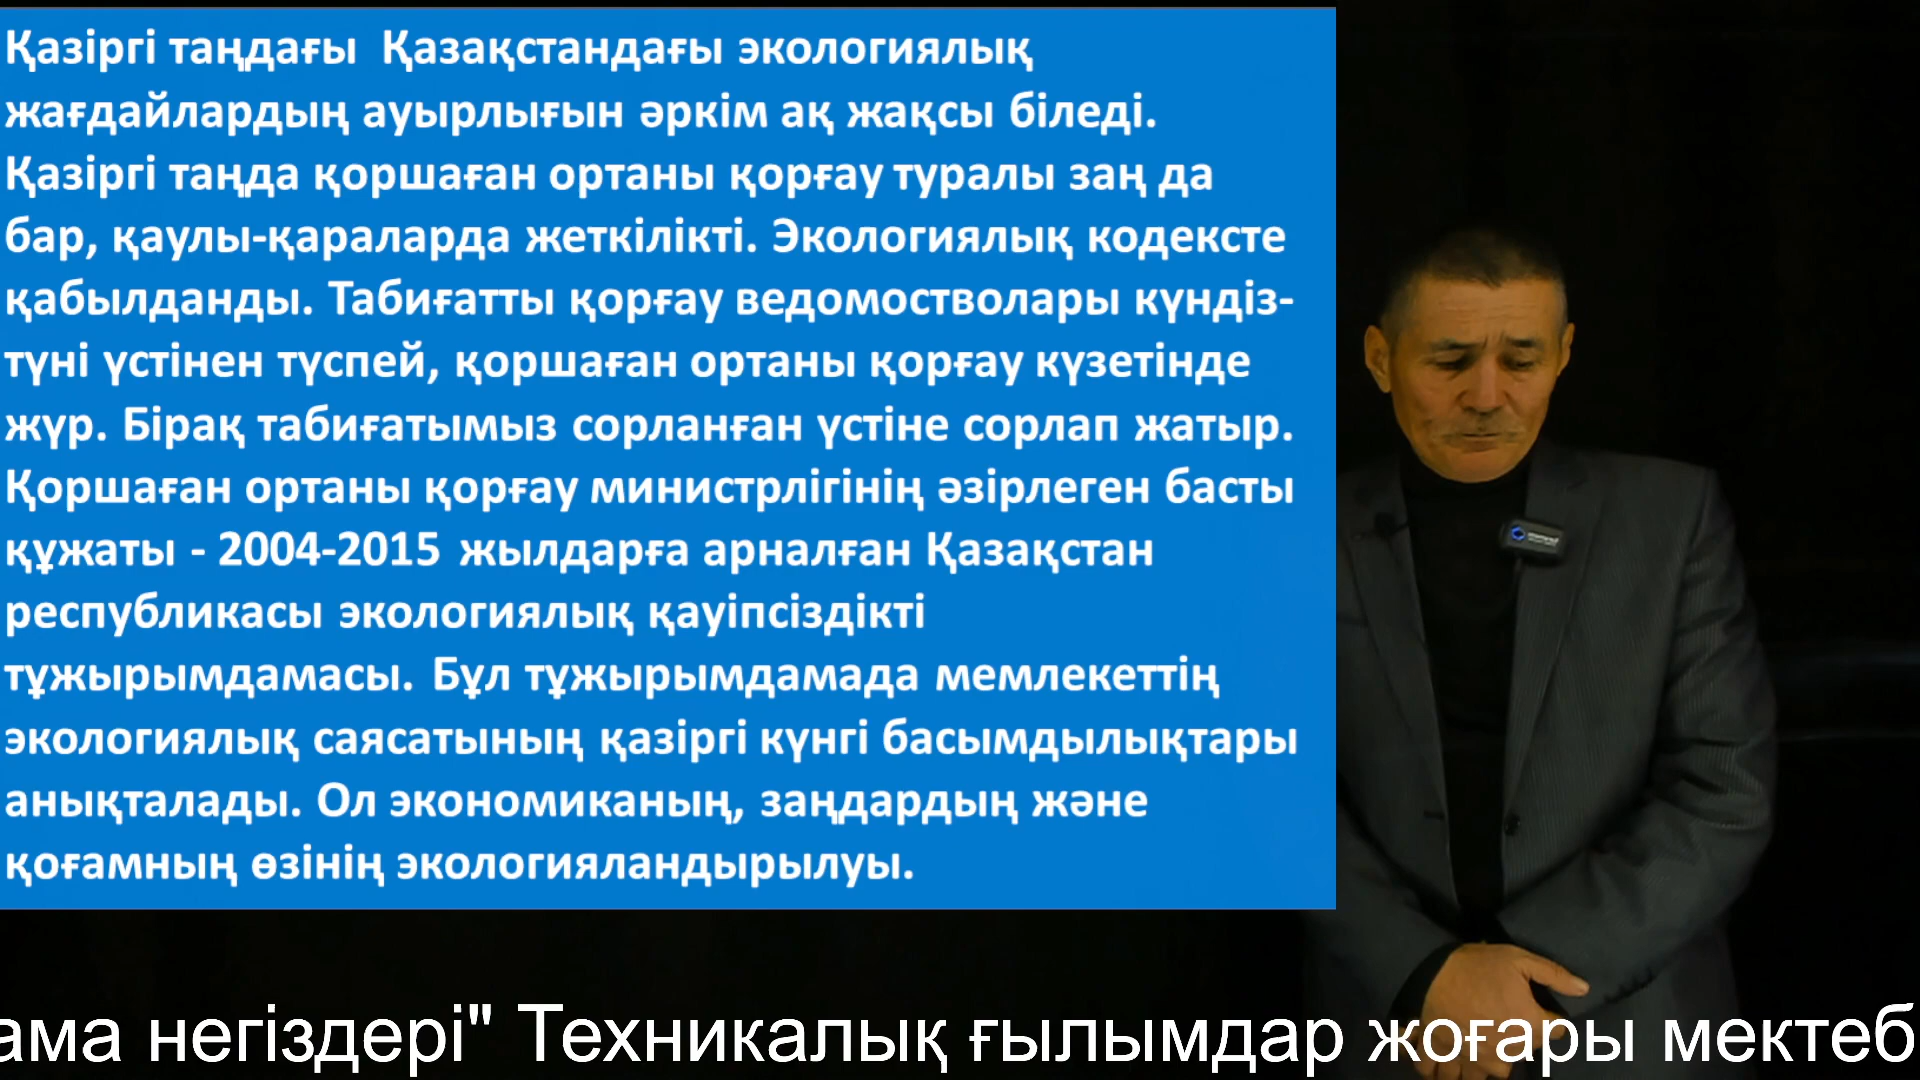 Қазіргі таңдағы Қазақстандағы экологиялық
жағдайлардың ауырлығын әркім ақ жақсы біледі.
Қазіргі таңда қоршаған ортаны қорғау туралы заң да
бар, қаулы-қараларда жеткілікті. Экологиялық кодексте
қабылданды. Табиғатты қорғау ведомостволары күндіз-
түні үстінен түспей, қоршаған ортаны қорғау күзетінде
жүр. Бірақ табиғатымыз сорланған үстіне сорлап жатыр.
Қоршаған ортаны қорғау министрлігінің әзірлеген басты
құжаты - 2004-2015 жылдарға арналған Қазақстан
республикасы экологиялық қауіпсіздікті
тұжырымдамасы. Бұл тұжырымдамада мемлекеттің
экологиялық саясатының қазіргі күнгі басымдылықтары
анықталады. Ол экономиканың, заңдардың және
қоғамның өзінің экологияландырылуы.
ама негіздері" Техникалық ғылымдар жоғары мектеб